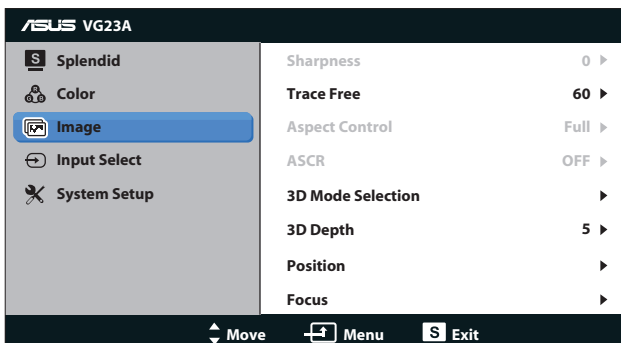 ASUS VG23A
S Splendid
Color
Image
Input Select
System Setup
Sharpness 0
Trace Free 60
Aspect Control Full
ASCR OFF
3D Mode Selection
3D Depth 5
Position
Focus
Move Menu S Exit